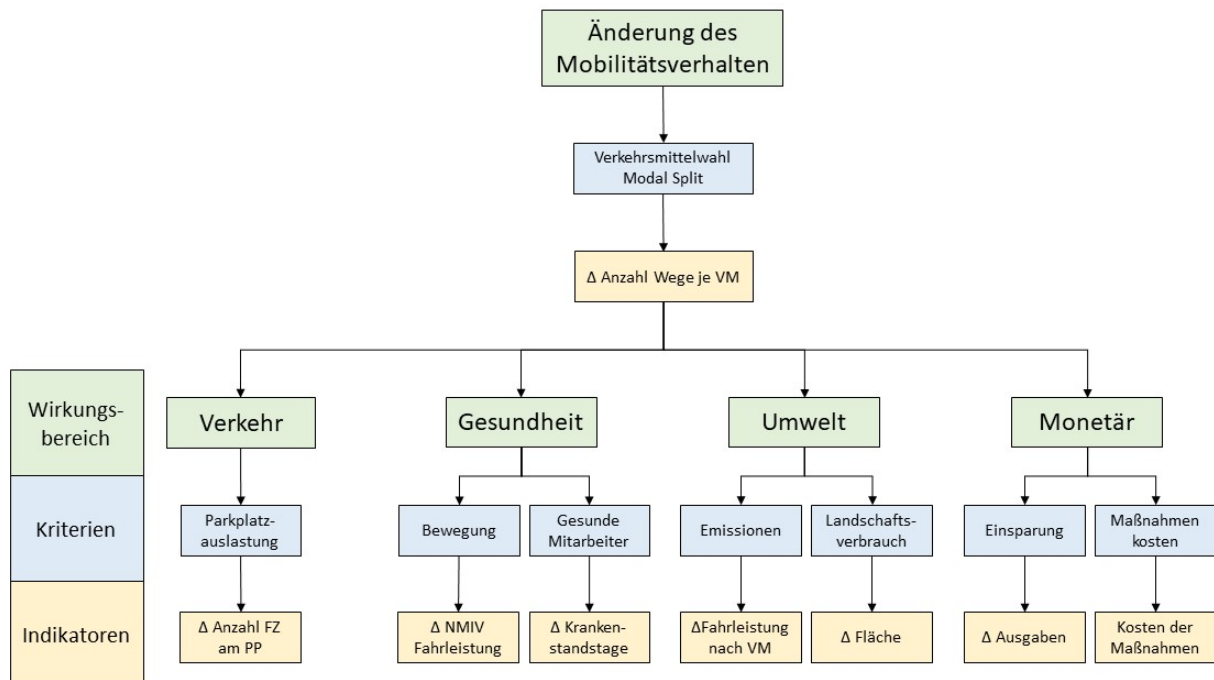 Änderung des
Mobilitätsverhalten
Verkehrsmittelwahl
Modal Split
Δ Anzahl Wege je VM
Wirkungs-
bereich
Verkehr
Gesundheit
Umwelt
Monetär
Kriterien
Parkplatz-
auslastung
Bewegung
Gesunde
Mitarbeiter
Emissionen
Landschafts-
verbrauch
Einsparung
Maßnahmen
kosten
Indikatoren
Δ Anzahl FZ
am PP
Δ NMIV
Fahrleistung
Δ Kranken-
standstage
ΔFahrleistung
nach VM
Δ Fläche
Δ Ausgaben
Kosten der
Maßnahmen